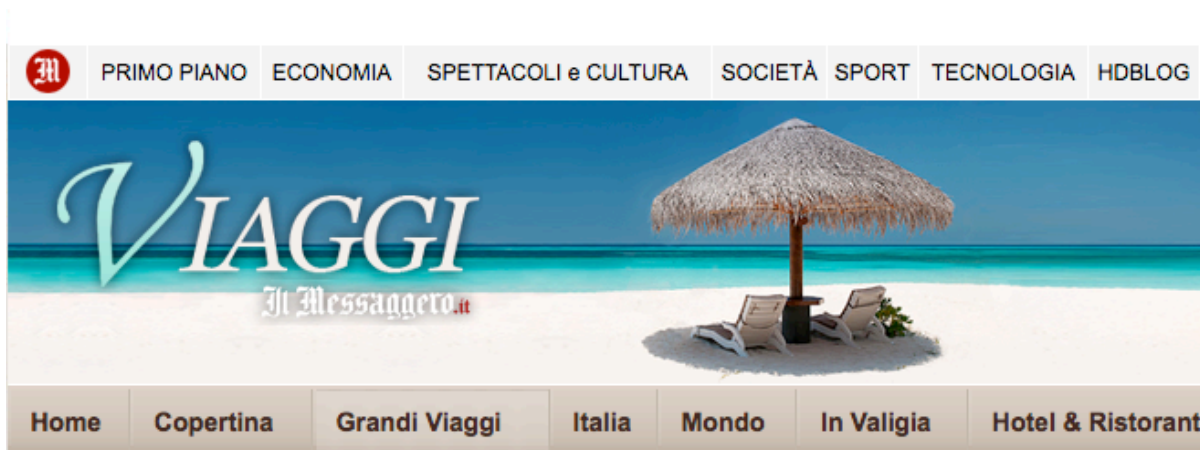 M PRIMO PIANO ECONOMIA SPETTACOLI e CULTURA SOCIETÀ SPORT TECNOLOGIA HDBLOG
VIAGGI
Il Messaggero.it
Home Copertina Grandi Viaggi Italia Mondo In Valigia Hotel & Ristorant